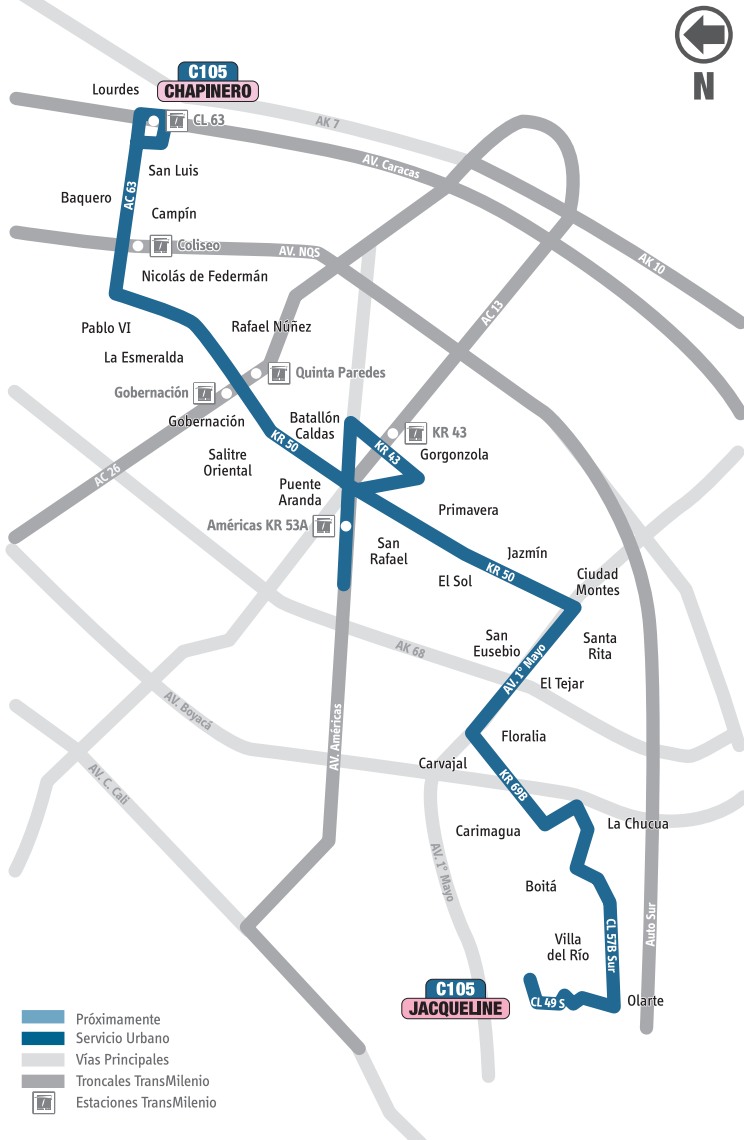 N
C105
CHAPINERO
Lourdes
CL 63
AK 7
AV. Caracas
San Luis
AC 63
Baquero
Campín
Coliseo
AV. NQS
AK 10
Nicolás de Federmán
AC 13
Pablo VI
Rafael Núñez
La Esmeralda
Quinta Paredes
Gobernación
Gobernación
Batallón
Caldas
KR 43
KR 50
KR 43
Gorgonzola
Salitre
Oriental
AC 26
Puente
Aranda
Primavera
Américas KR 53A
San
Rafael
Jazmín
El Sol
KR 50
Ciudad
Montes
San
Eusebio
Santa
Rita
AK 68
AV. 1° Mayo
El Tejar
AV. Boyacá
AV. Américas
Floralia
Carvajal
AV. C. Cali
KR 69B
Carimagua
La Chucua
AV. 1° Mayo
Boitá
CL 57B Sur
Auto Sur
Villa
del Río
C105
JACQUELINE
CL 49 S
Olarte
Próximamente
Servicio Urbano
Vías Principales
Troncales TransMilenio
Estaciones TransMilenio